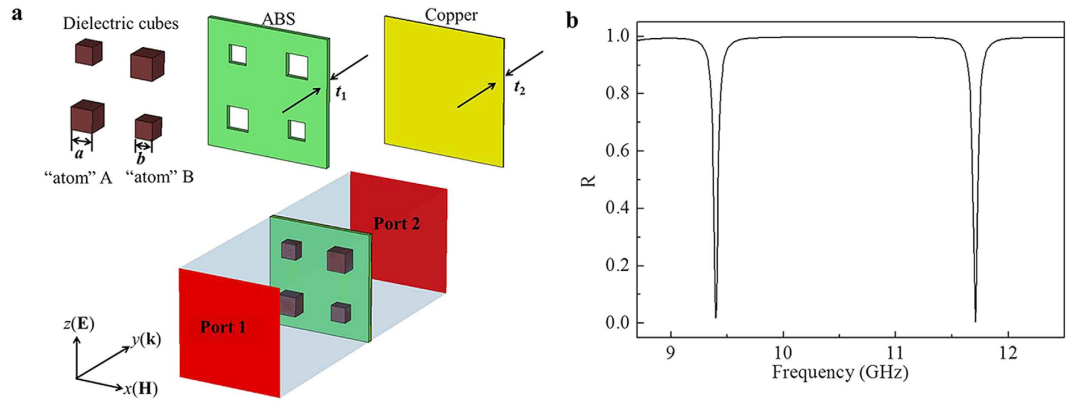 a
Dielectric cubes
ABS
Copper
t1
t2
a
b
“atom” A
“atom” B
Port 2
Port 1
z(E)
y(k)
x(H)
b
1.0
0.8
0.6
0.4
0.2
0.0
R
9
10
11
12
Frequency (GHz)